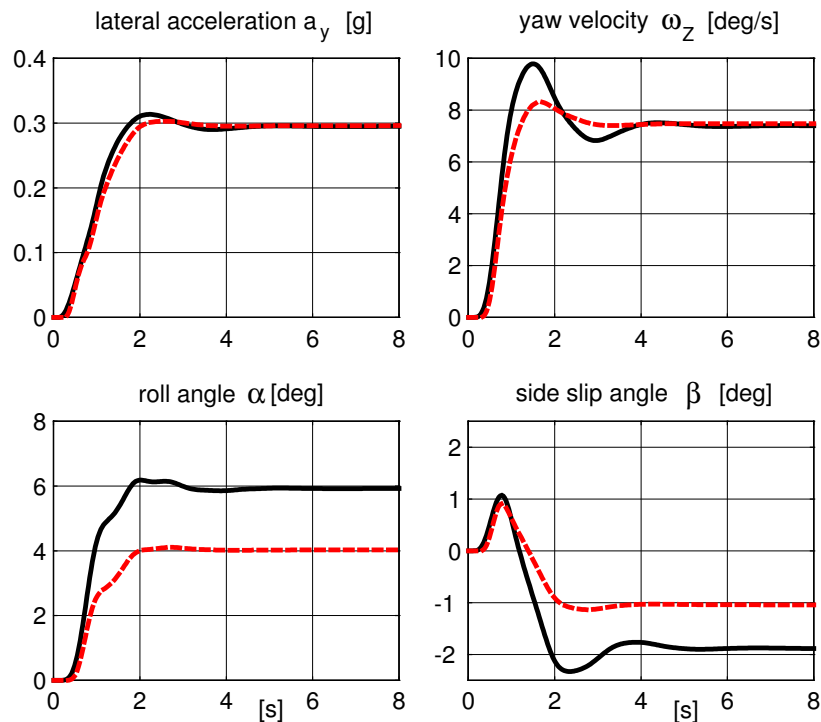 lateral acceleration a_y [g]
yaw velocity ω_Z [deg/s]
0.4
0.3
0.2
0.1
0
0 2 4 [s] 6 8
10
8
6
4
2
0
0 2 4 [s] 6 8
roll angle α [deg]
side slip angle β [deg]
8
6
4
2
0
0 2 4 [s] 6 8
2
1
0
-1
-2
0 2 4 [s] 6 8